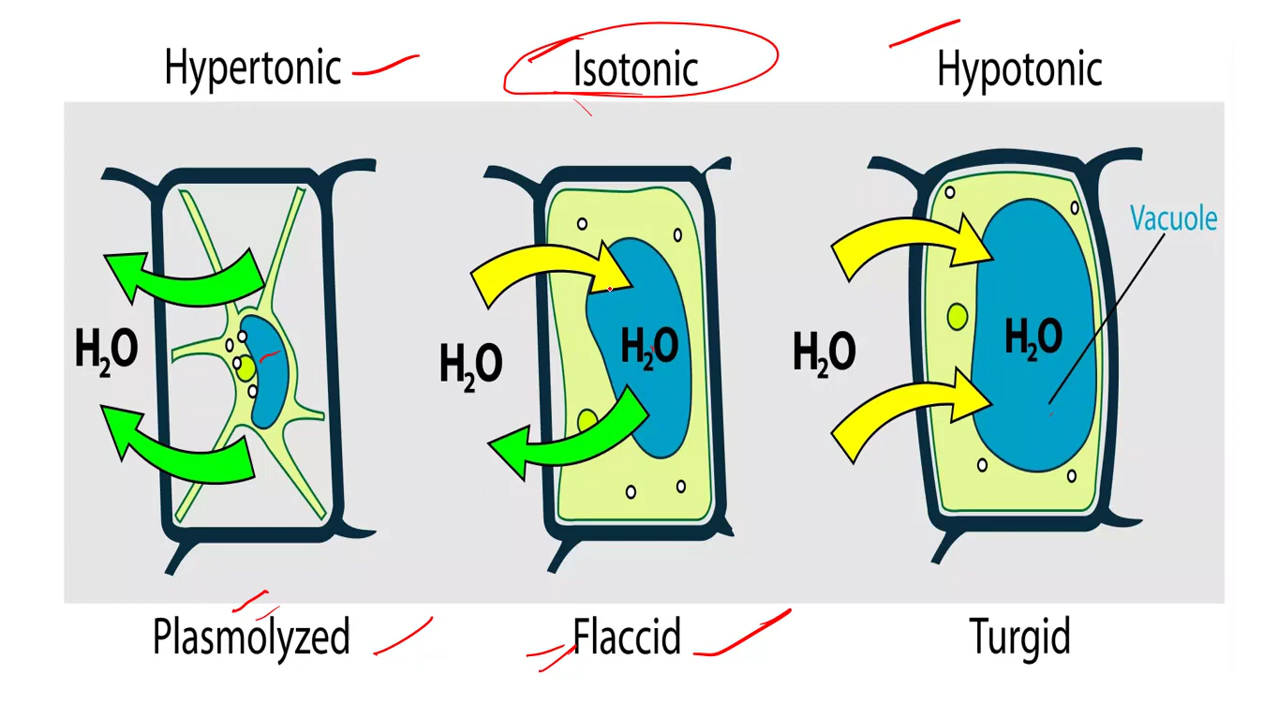 Hypertonic
Isotonic
Hypotonic
Vacuole
H₂O
H₂O
H₂O
H₂O
H₂O
Plasmolyzed
Flaccid
Turgid